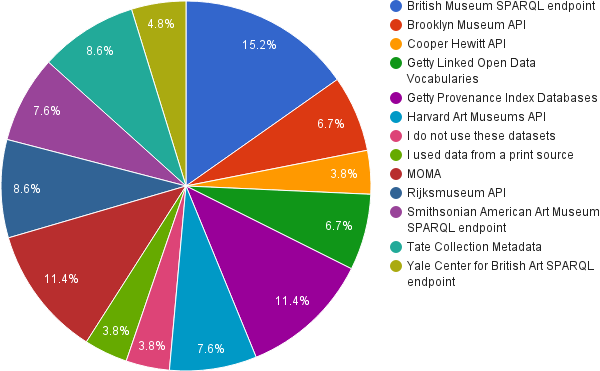 British Museum SPARQL endpoint
Brooklyn Museum API
Cooper Hewitt API
Getty Linked Open Data
Vocabularies
Getty Provenance Index Databases
Harvard Art Museums API
I do not use these datasets
I used data from a print source
MOMA
Rijksmuseum API
Smithsonian American Art Museum
SPARQL endpoint
Tate Collection Metadata
Yale Center for British Art SPARQL
endpoint
15.2%
6.7%
3.8%
6.7%
11.4%
7.6%
3.8%
3.8%
11.4%
8.6%
7.6%
8.6%
4.8%